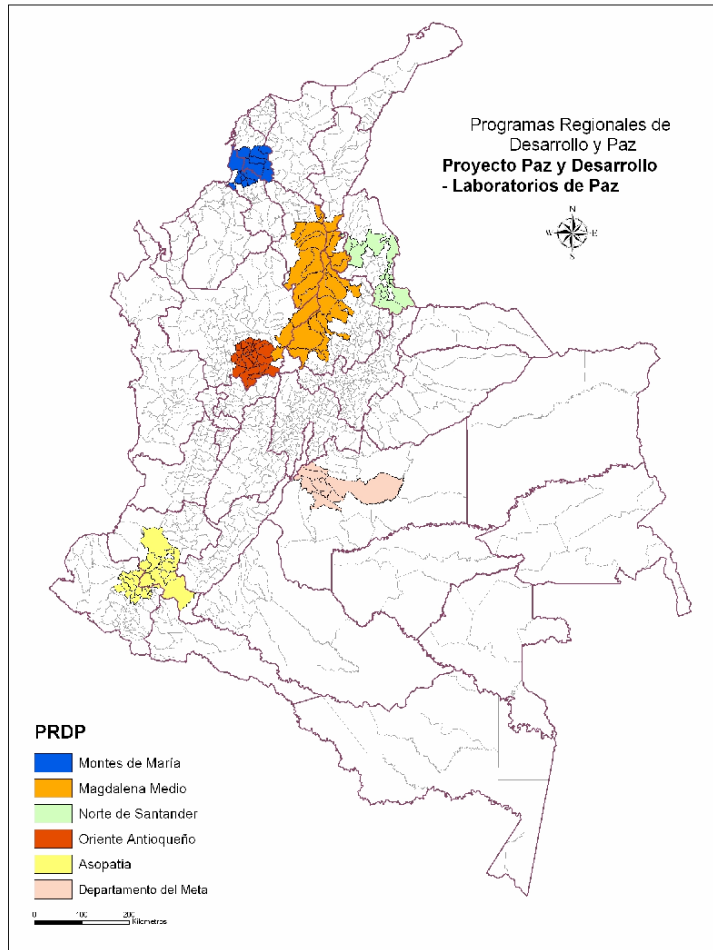 Programas Regionales de
Desarrollo y Paz
Proyecto Paz y Desarrollo
- Laboratorios de Paz
N
W E
S
PRDP
Montes de María
Magdalena Medio
Norte de Santander
Oriente Antioqueño
Asopatia
Departamento del Meta
0 100 200
Kilometros